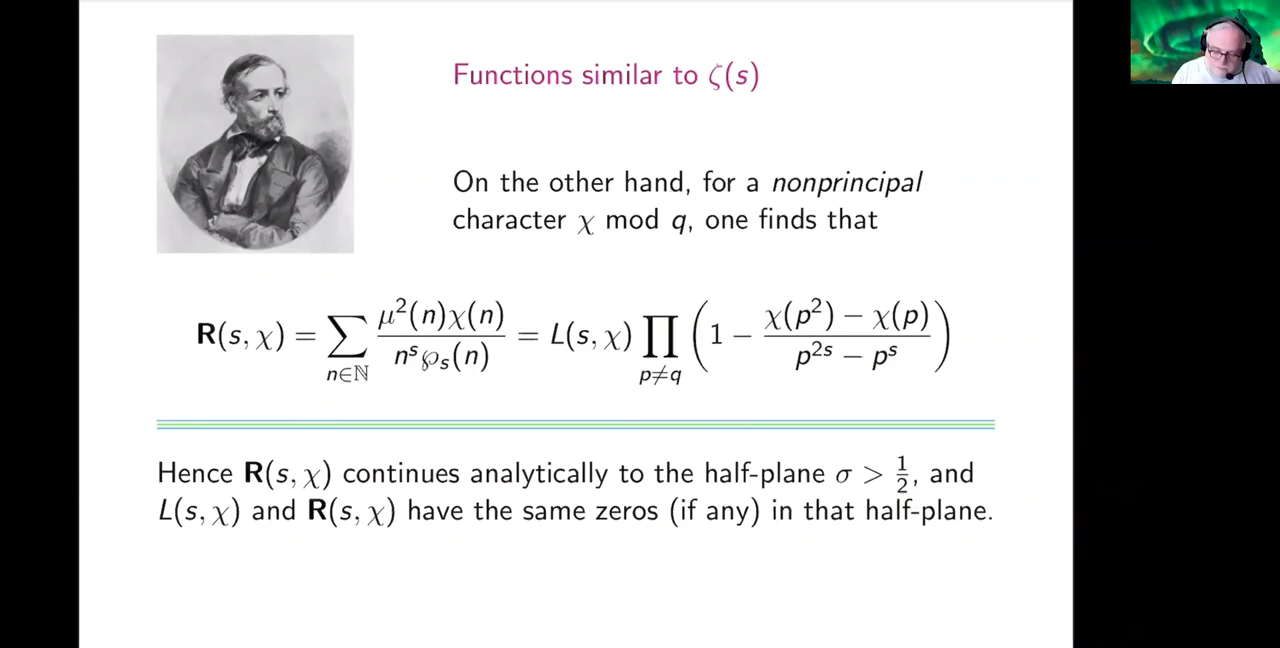 Functions similar to ζ(s)
On the other hand, for a nonprincipal
character χ mod q, one finds that
R(s, χ) = ∑_{n∈ℕ} μ²(n)χ(n) / n^s ℘_s(n) = L(s, χ) ∏_{p≠q} (1 − (χ(p²) − χ(p)) / (p^{2s} − p^s))
Hence R(s, χ) continues analytically to the half-plane σ > 1/2, and
L(s, χ) and R(s, χ) have the same zeros (if any) in that half-plane.